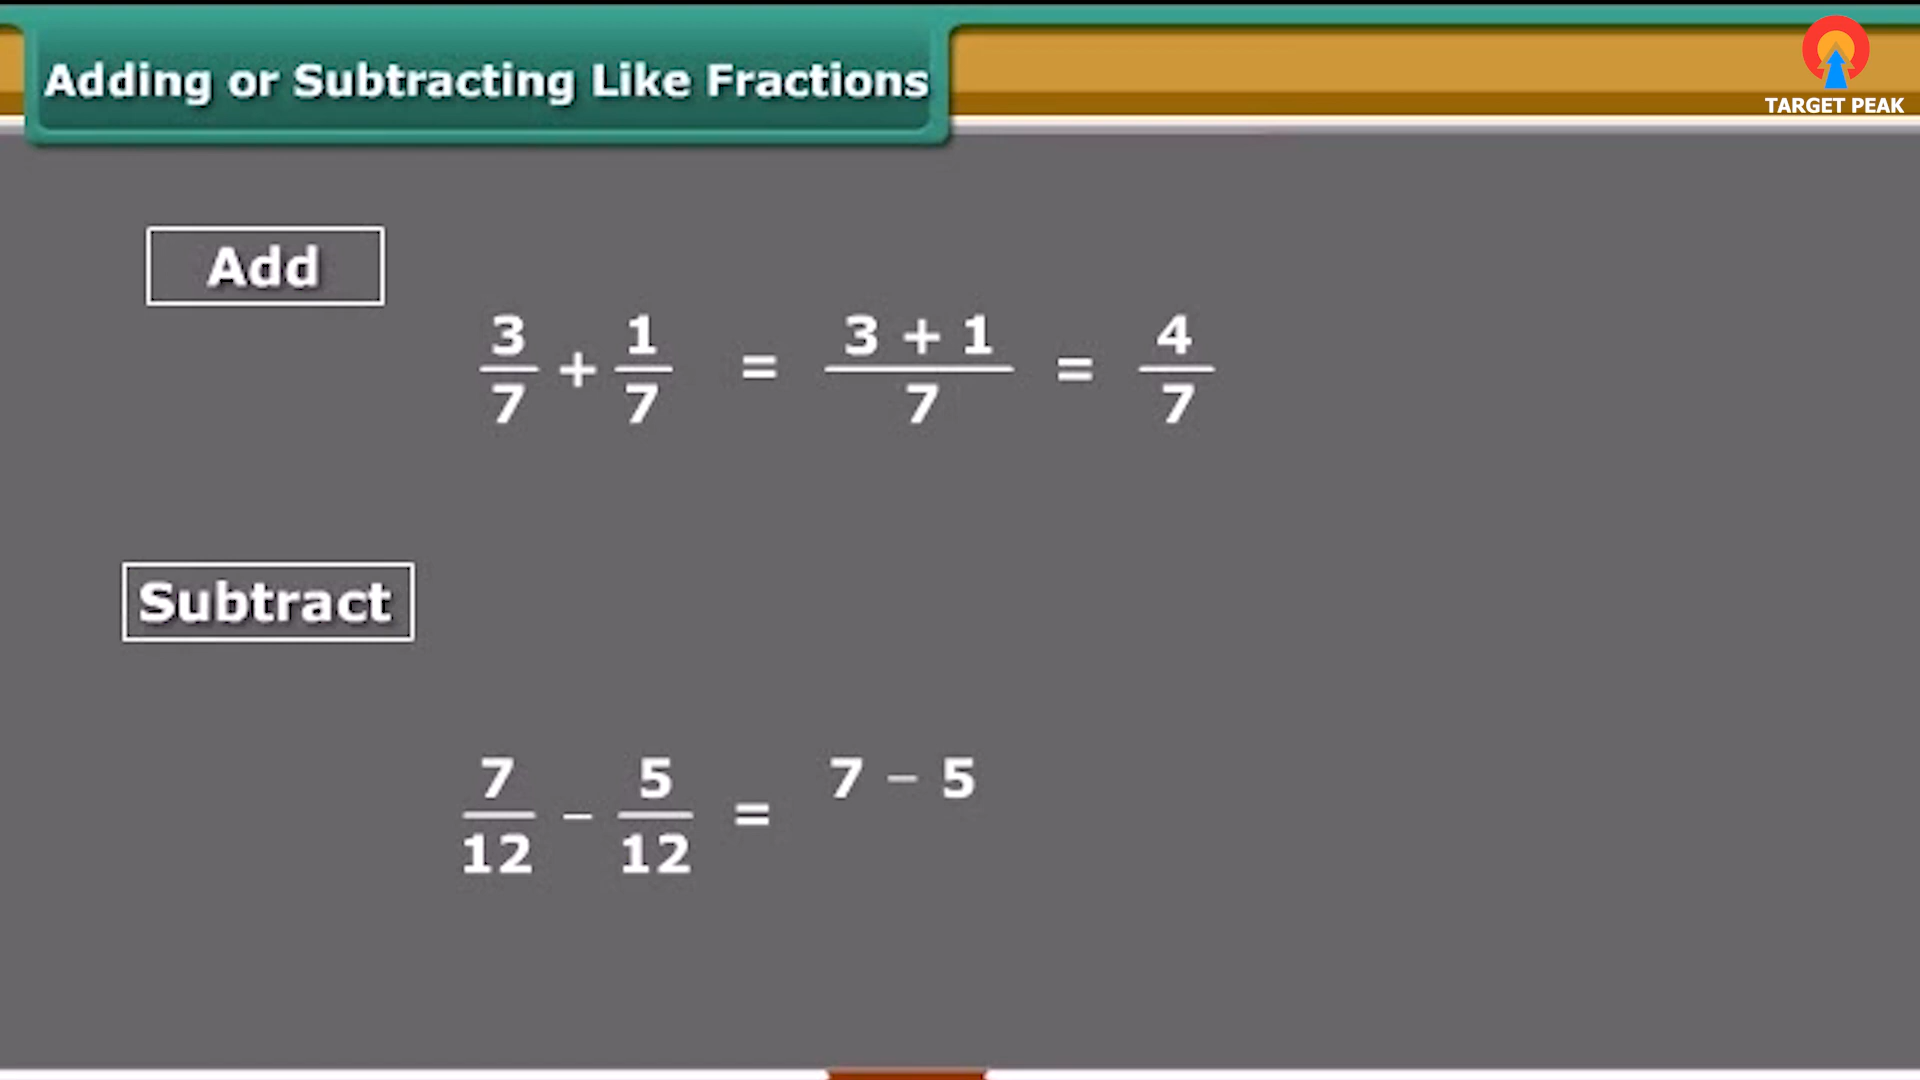 Adding or Subtracting Like Fractions
TARGET PEAK
Add
3/7 + 1/7 = (3 + 1)/7 = 4/7
Subtract
7/12 – 5/12 = 7 – 5